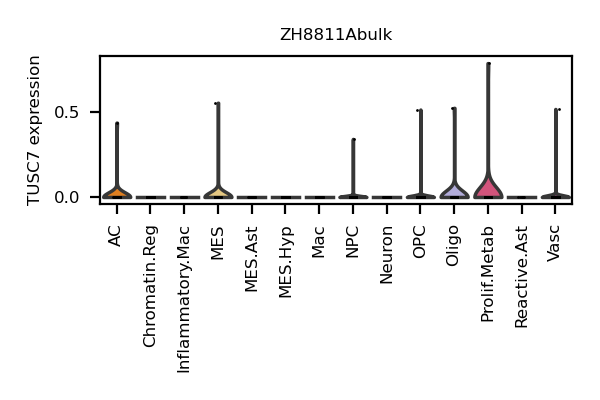 ZH8811Abulk
TUSC7 expression
0.5
0.0
AC
Chromatin.Reg
Inflammatory.Mac
MES
MES.Ast
MES.Hyp
Mac
NPC
Neuron
OPC
Oligo
Prolif.Metab
Reactive.Ast
Vasc